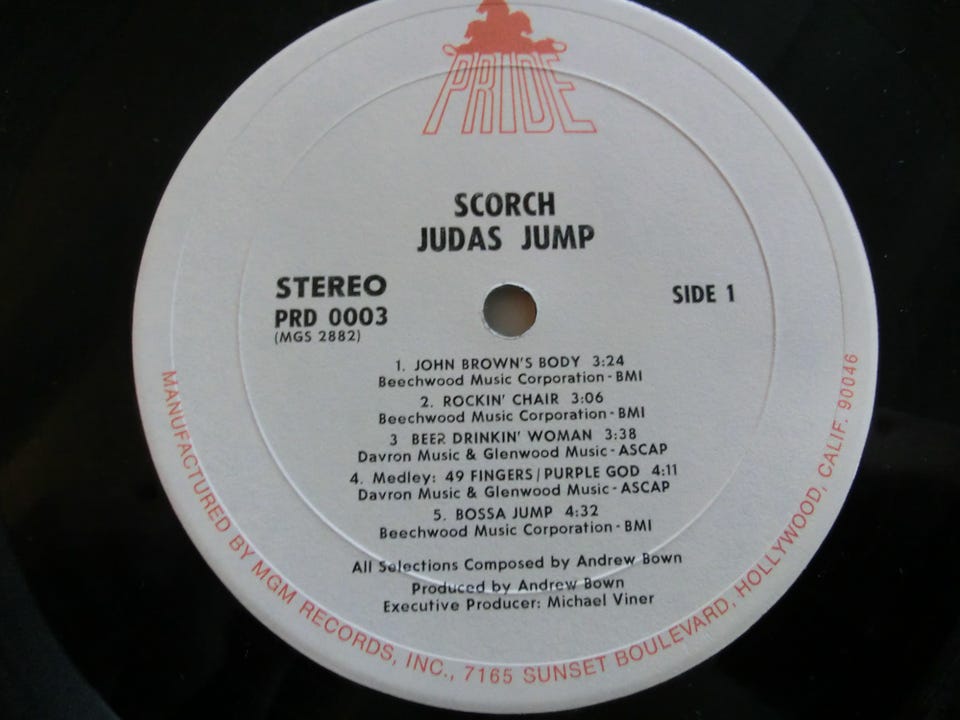 PRIDE
SCORCH
JUDAS JUMP
STEREO
PRD 0003
(MGS 2882)
SIDE 1
1. JOHN BROWN'S BODY 3:24
Beechwood Music Corporation - BMI
2. ROCKIN' CHAIR 3:06
Beechwood Music Corporation - BMI
3 BEER DRINKIN' WOMAN 3:38
Davron Music & Glenwood Music - ASCAP
4. Medley: 49 FINGERS/PURPLE GOD 4:11
Davron Music & Glenwood Music - ASCAP
5. BOSSA JUMP 4:32
Beechwood Music Corporation - BMI
All Selections Composed by Andrew Bown
Produced by Andrew Bown
Executive Producer: Michael Viner
MANUFACTURED BY MGM RECORDS, INC., 7165 SUNSET BOULEVARD, HOLLYWOOD, CALIF. 90046